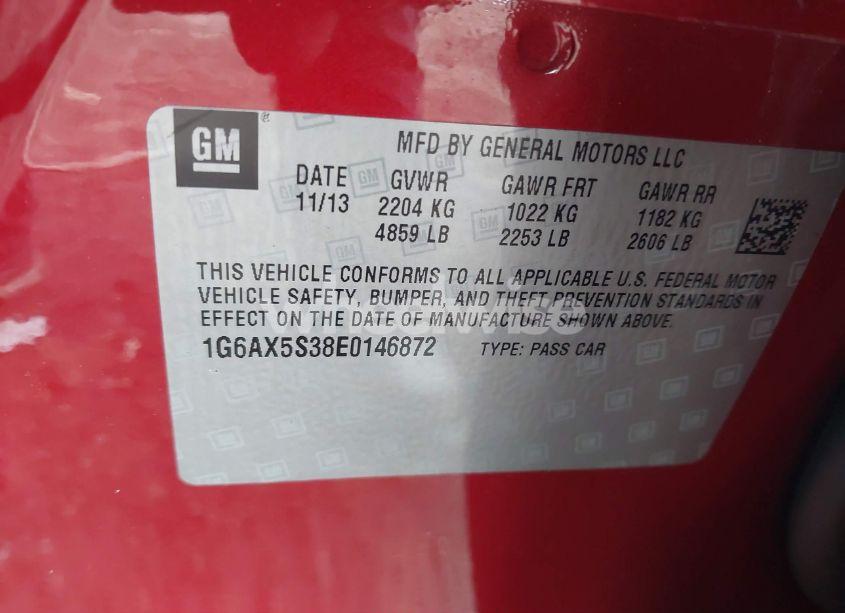 GM ®
MFD BY GENERAL MOTORS LLC
DATE GVWR GAWR FRT GAWR RR
11/13 2204 KG 1022 KG 1182 KG
4859 LB 2253 LB 2606 LB
THIS VEHICLE CONFORMS TO ALL APPLICABLE U.S. FEDERAL MOTOR
VEHICLE SAFETY, BUMPER, AND THEFT PREVENTION STANDARDS IN
EFFECT ON THE DATE OF MANUFACTURE SHOWN ABOVE.
1G6AX5S38E0146872 TYPE: PASS CAR